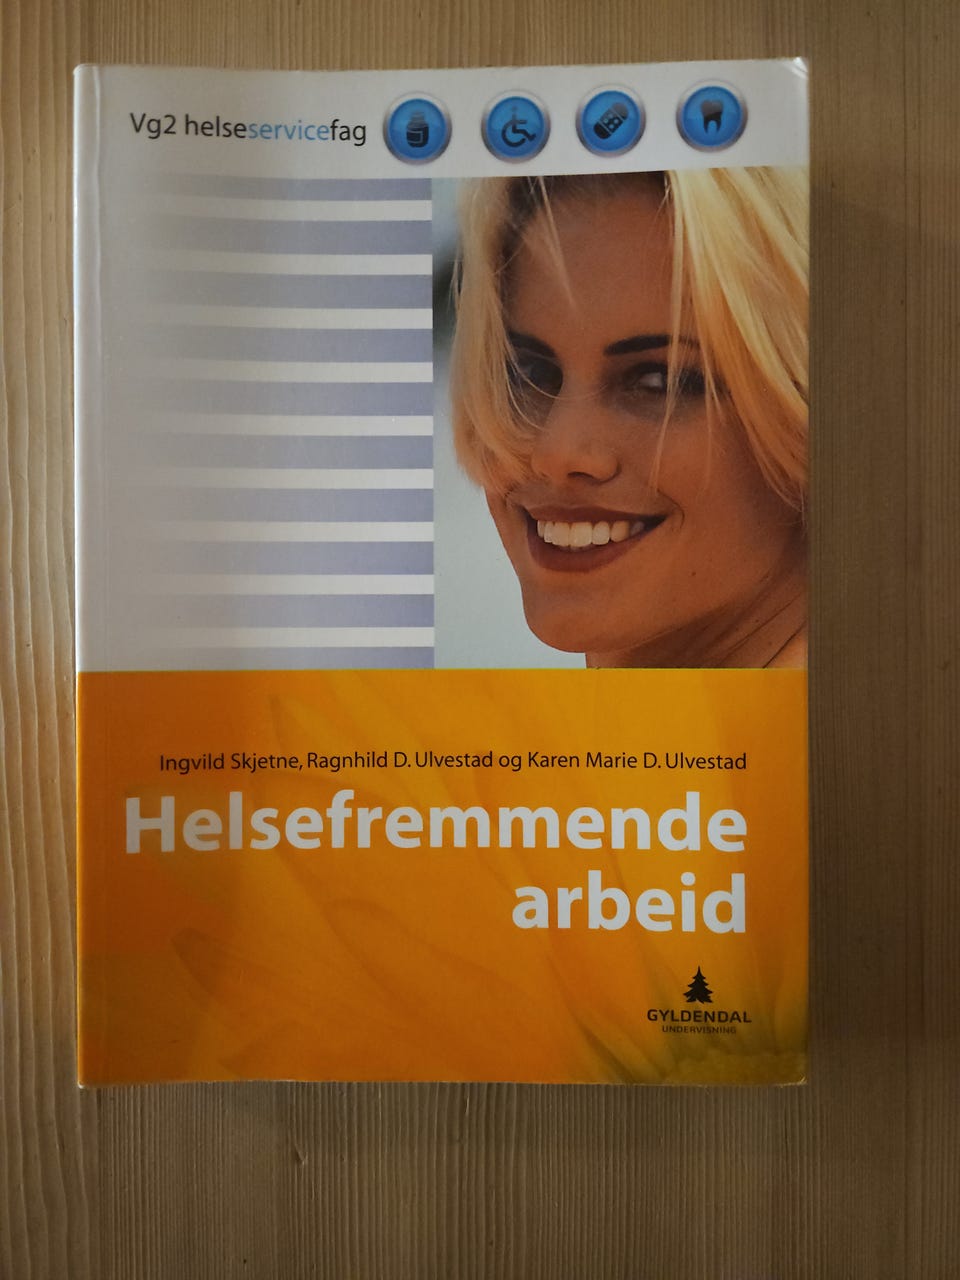 Vg2 helseservicefag
Ingvild Skjetne, Ragnhild D. Ulvestad og Karen Marie D. Ulvestad
Helsefremmende
arbeid
GYLDENDAL
UNDERVISNING